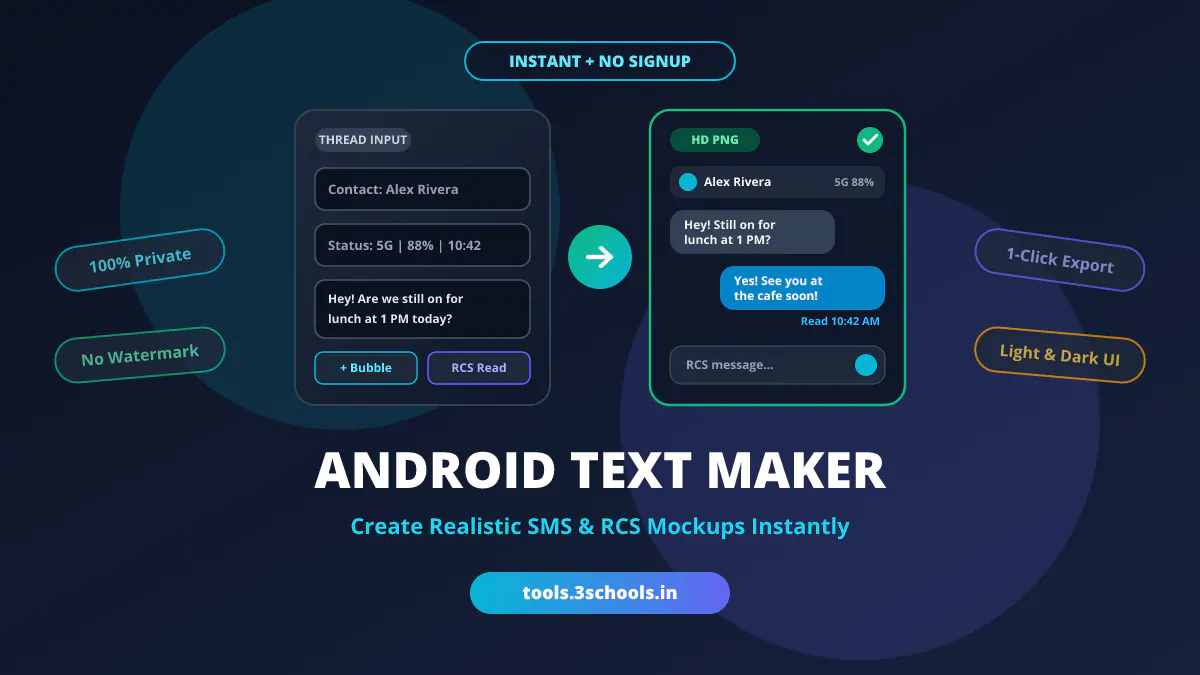 INSTANT + NO SIGNUP
THREAD INPUT
Contact: Alex Rivera
Status: 5G | 88% | 10:42
Hey! Are we still on for
lunch at 1 PM today?
+ Bubble
RCS Read
HD PNG
Alex Rivera
5G 88%
Hey! Still on for
lunch at 1 PM?
Yes! See you at
the cafe soon!
Read 10:42 AM
RCS message...
100% Private
No Watermark
1-Click Export
Light & Dark UI
ANDROID TEXT MAKER
Create Realistic SMS & RCS Mockups Instantly
tools.3schools.in